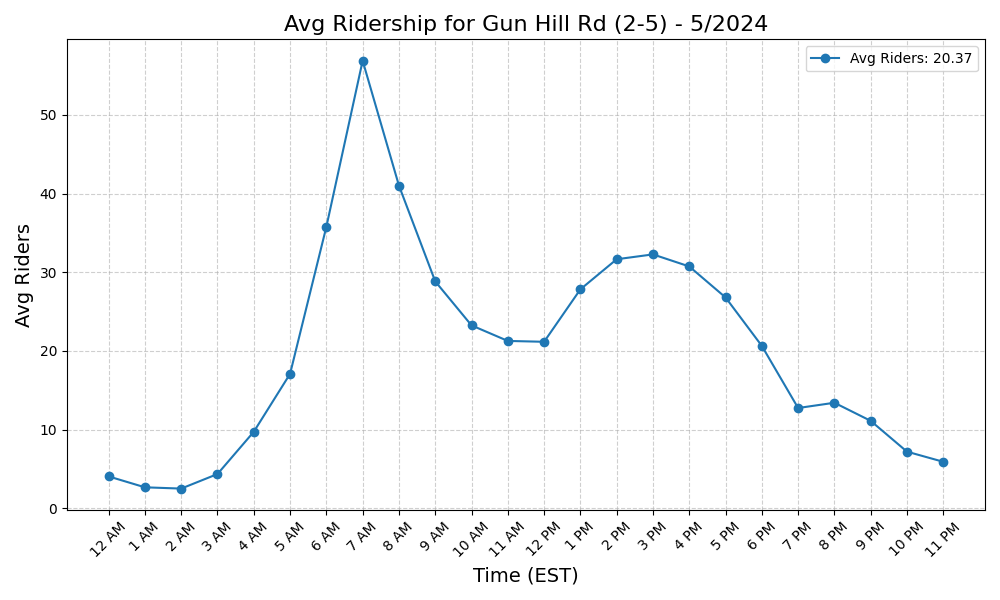 Avg Ridership for Gun Hill Rd (2-5) - 5/2024
Avg Riders: 20.37
Avg Riders
50
40
30
20
10
0
12 AM
1 AM
2 AM
3 AM
4 AM
5 AM
6 AM
7 AM
8 AM
9 AM
10 AM
11 AM
12 PM
1 PM
2 PM
3 PM
4 PM
5 PM
6 PM
7 PM
8 PM
9 PM
10 PM
11 PM
Time (EST)